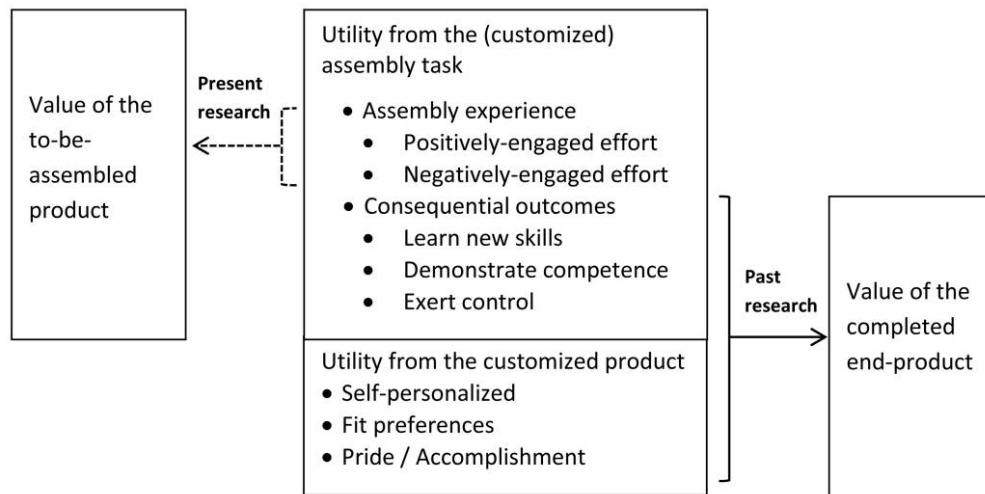 Value of the
to-be-
assembled
product
Present
research
Utility from the (customized)
assembly task
• Assembly experience
• Positively-engaged effort
• Negatively-engaged effort
• Consequential outcomes
• Learn new skills
• Demonstrate competence
• Exert control
Utility from the customized product
• Self-personalized
• Fit preferences
• Pride / Accomplishment
Past
research
Value of the
completed
end-product